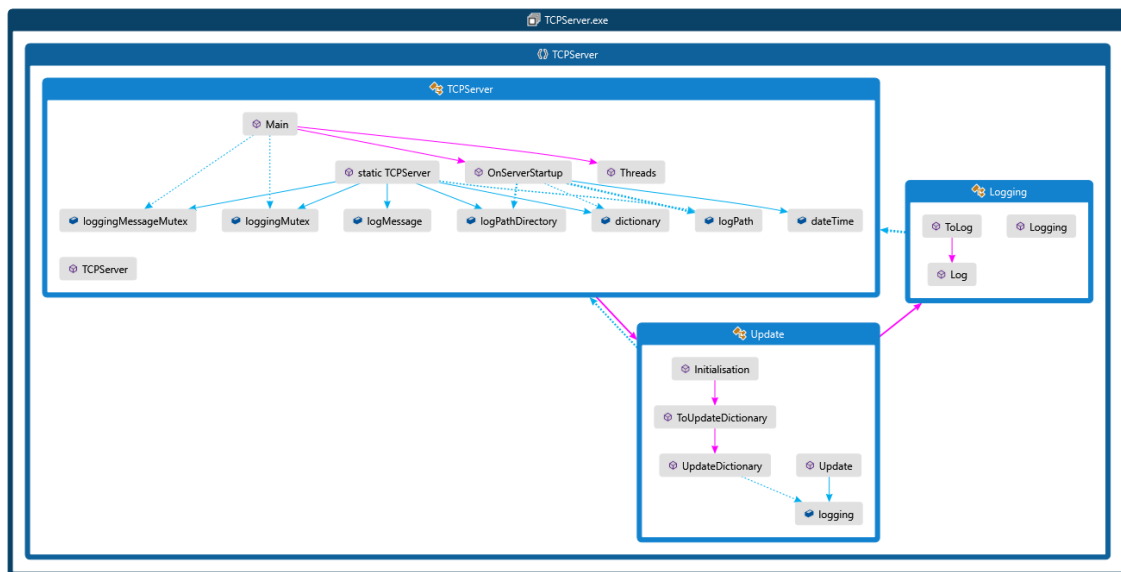 TCPServer.exe
TCPServer
TCPServer
Main
static TCPServer
OnServerStartup
Threads
loggingMessageMutex
loggingMutex
logMessage
logPathDirectory
dictionary
logPath
dateTime
TCPServer
Logging
ToLog
Logging
Log
Update
Initialisation
ToUpdateDictionary
UpdateDictionary
Update
logging